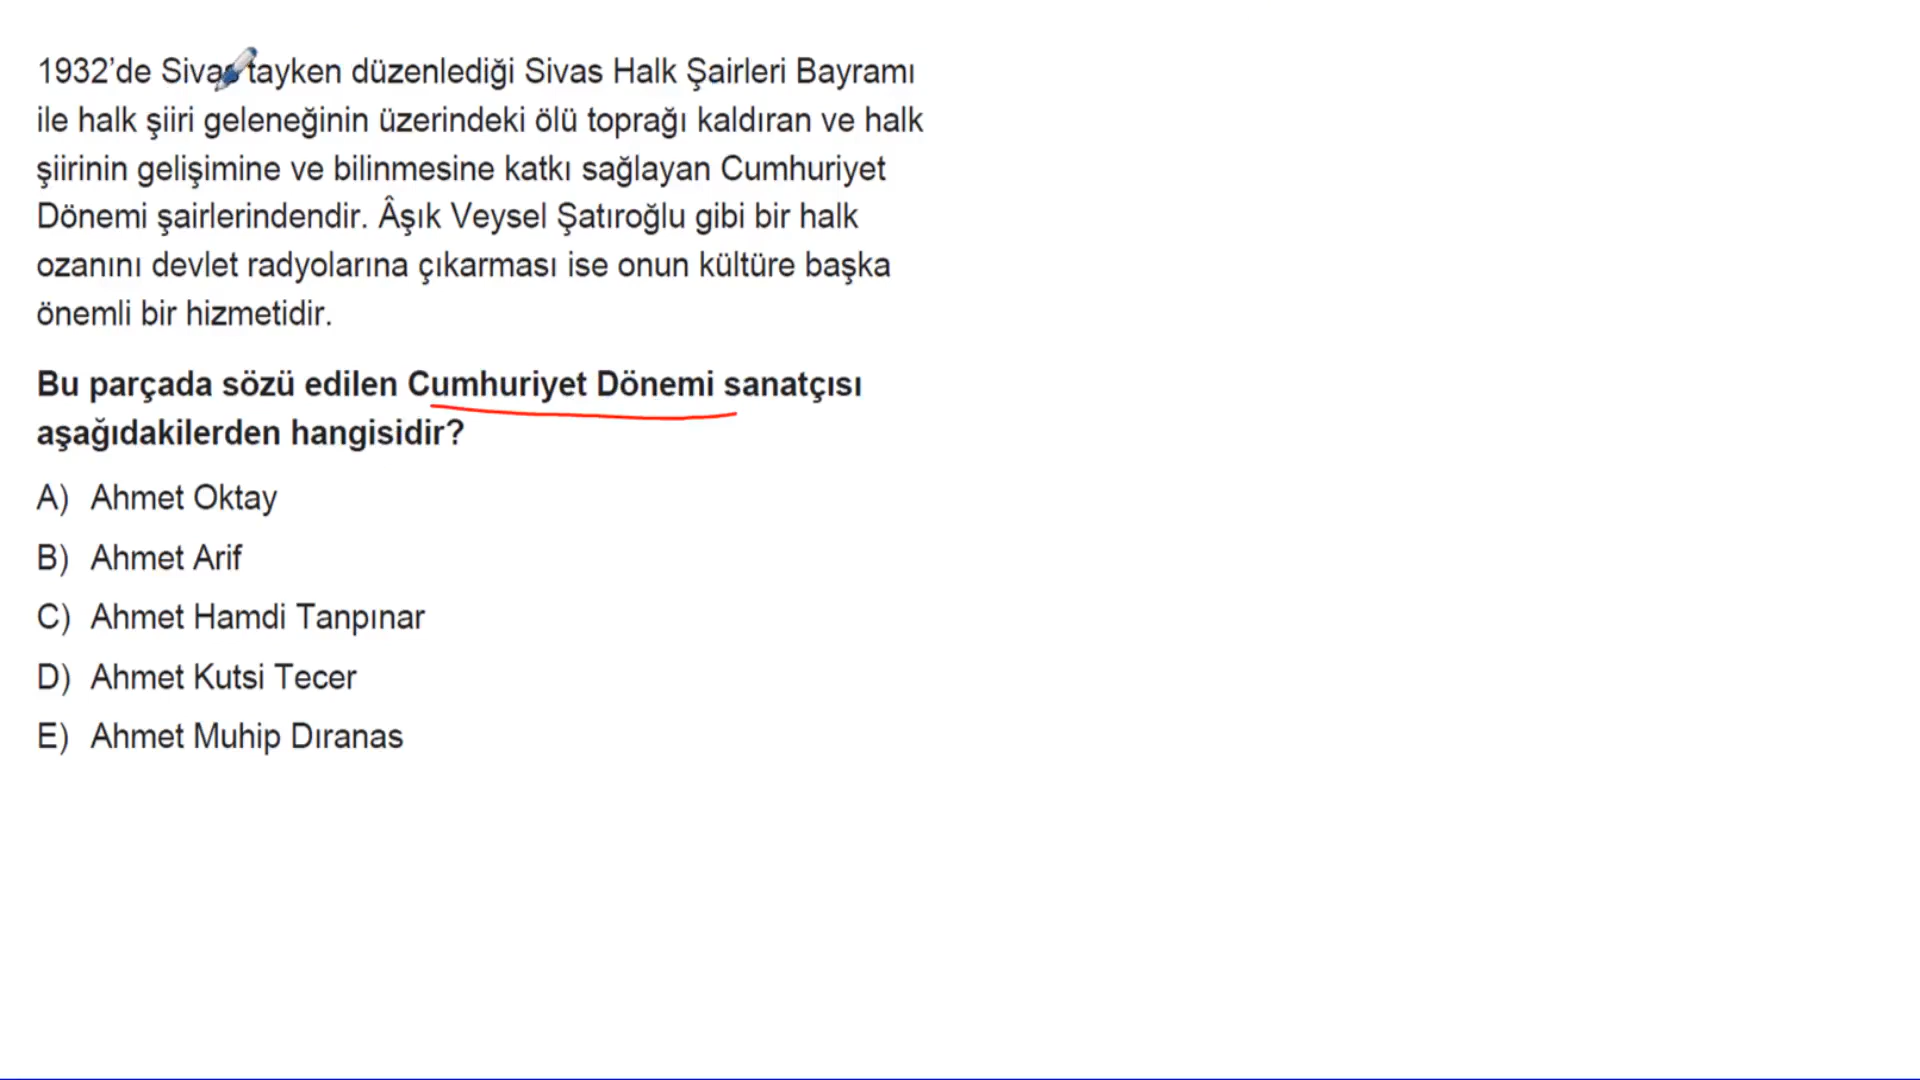 1932’de Sivas’tayken düzenlediği Sivas Halk Şairleri Bayramı
ile halk şiiri geleneğinin üzerindeki ölü toprağı kaldıran ve halk
şiirinin gelişimine ve bilinmesine katkı sağlayan Cumhuriyet
Dönemi şairlerindendir. Âşık Veysel Şatıroğlu gibi bir halk
ozanını devlet radyolarına çıkarması ise onun kültüre başka
önemli bir hizmetidir.
Bu parçada sözü edilen Cumhuriyet Dönemi sanatçısı
aşağıdakilerden hangisidir?
A) Ahmet Oktay
B) Ahmet Arif
C) Ahmet Hamdi Tanpınar
D) Ahmet Kutsi Tecer
E) Ahmet Muhip Dıranas